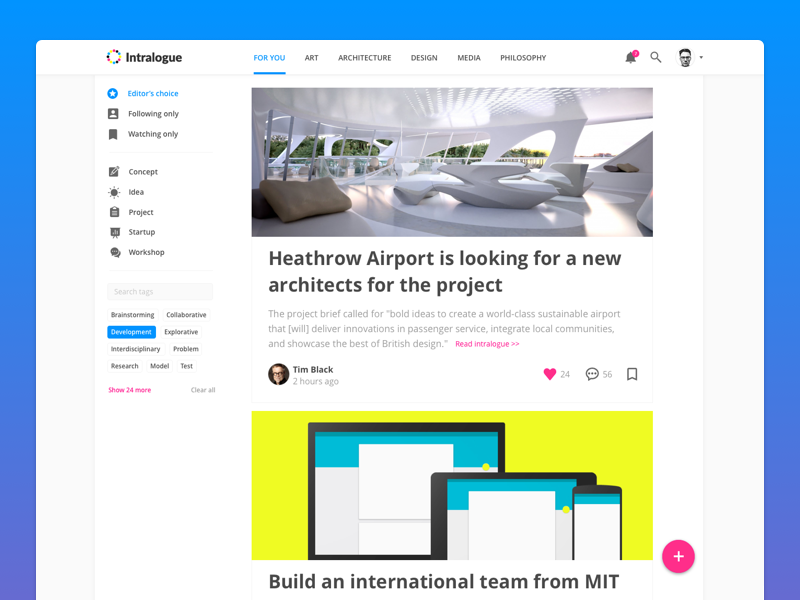 Intralogue
FOR YOU
ART
ARCHITECTURE
DESIGN
MEDIA
PHILOSOPHY
Editor's choice
Following only
Watching only
Concept
Idea
Project
Startup
Workshop
Search tags
Brainstorming
Collaborative
Development
Explorative
Interdisciplinary
Problem
Research
Model
Test
Show 24 more
Clear all
Heathrow Airport is looking for a new
architects for the project
The project brief called for "bold ideas to create a world-class sustainable airport
that [will] deliver innovations in passenger service, integrate local communities,
and showcase the best of British design." Read intralogue >>
Tim Black
2 hours ago
24
56
Build an international team from MIT